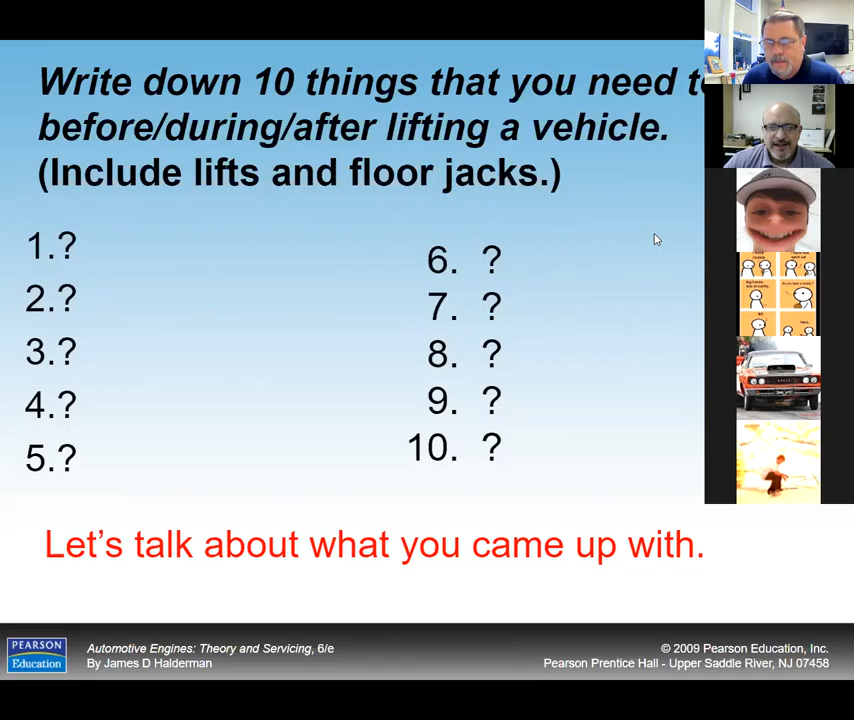 Write down 10 things that you need
before/during/after lifting a vehicle.
(Include lifts and floor jacks.)
1.?
2.?
3.?
4.?
5.?
6. ?
7. ?
8. ?
9. ?
10. ?
Let's talk about what you came up with.
PEARSON
Education
Automotive Engines: Theory and Servicing, 6/e
By James D Halderman
© 2009 Pearson Education, Inc.
Pearson Prentice Hall - Upper Saddle River, NJ 07458